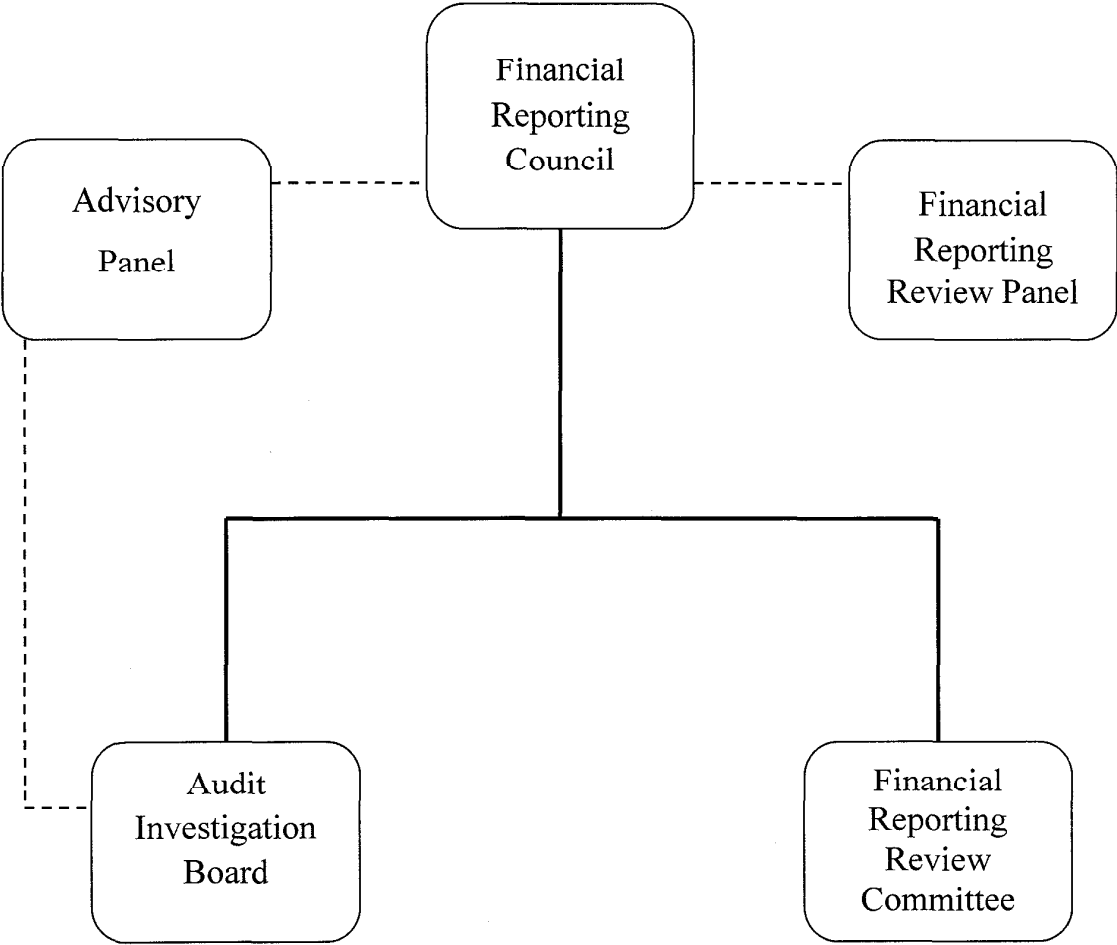 Financial
Reporting
Council
Advisory
Panel
Financial
Reporting
Review Panel
Audit
Investigation
Board
Financial
Reporting
Review
Committee